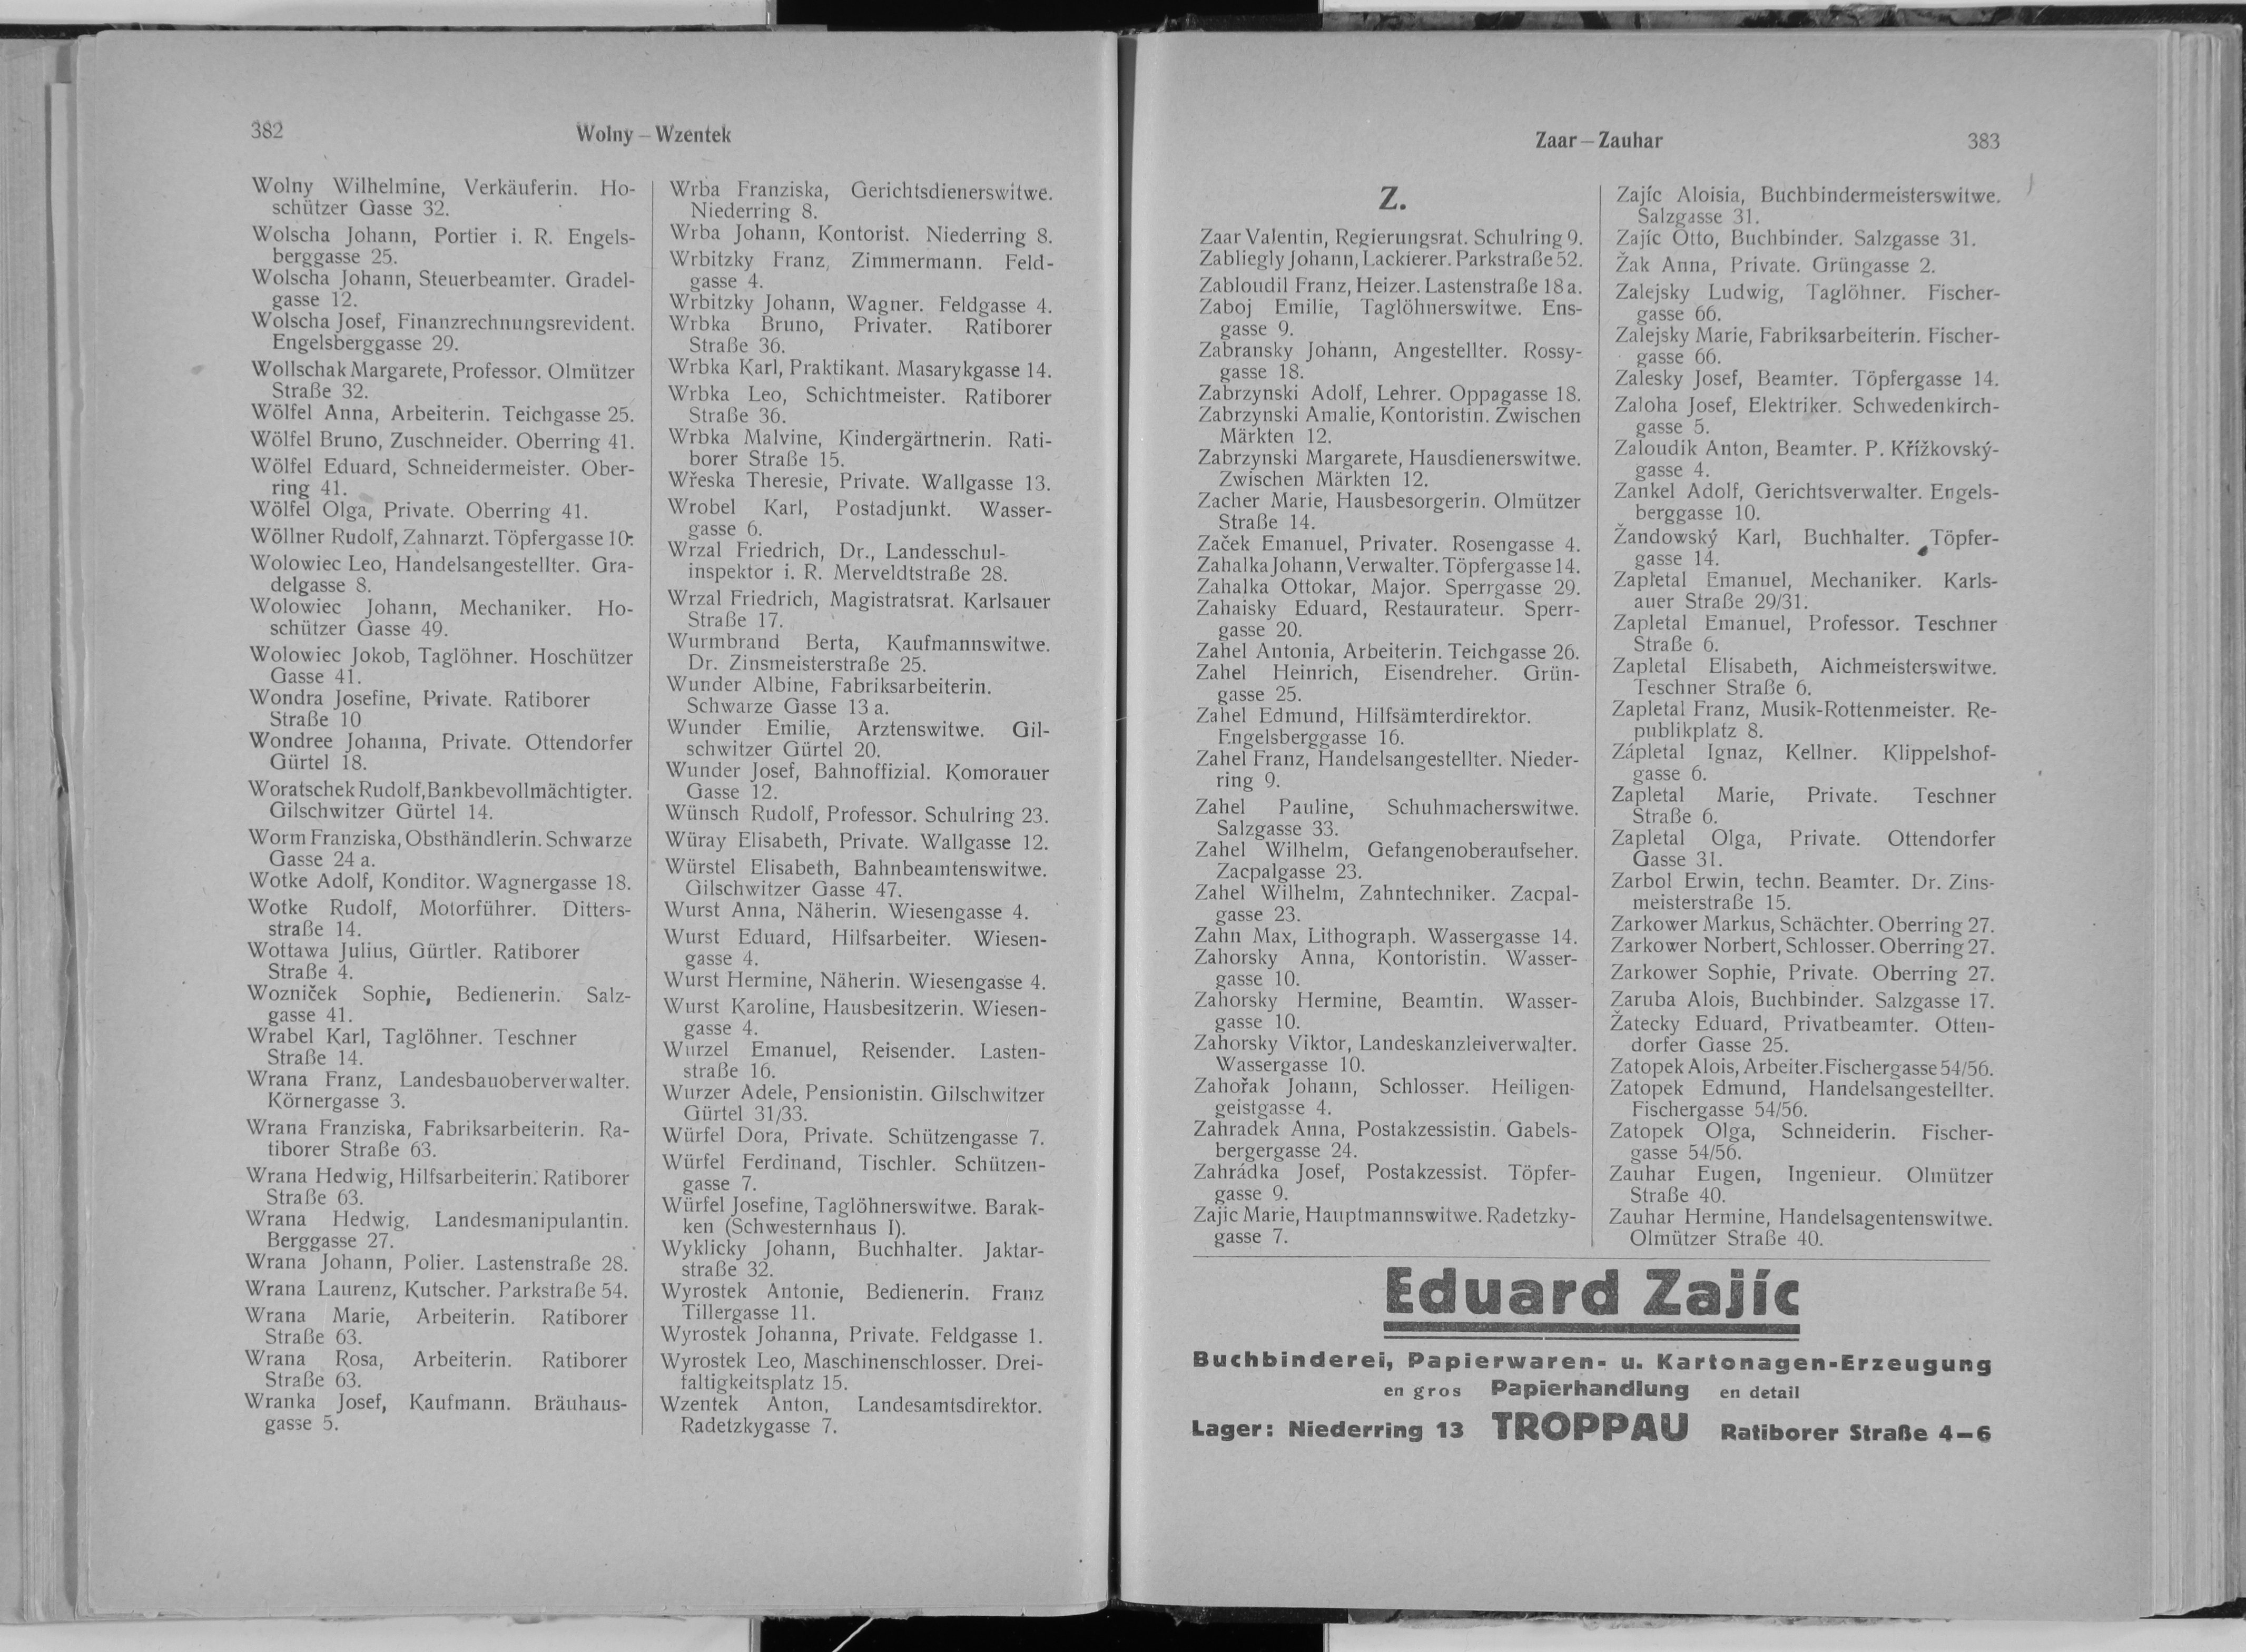 382
Wolny — Wzentek
Wolny Wilhelmine, Verkäuferin. Ho-
schützer Gasse 32.
Wolscha Johann, Portier i. R. Engels-
berggasse 25.
Wolscha Johann, Steuerbeamter. Gradel-
gasse 12.
Wolscha Josef, Finanzrechnungsrevident.
Engelsberggasse 29.
Wollschak Margarete, Professor. Olmützer
Straße 32.
Wölfel Anna, Arbeiterin. Teichgasse 25.
Wölfel Bruno, Zuschneider. Oberring 41.
Wölfel Eduard, Schneidermeister. Ober-
ring 41.
Wölfel Olga, Private. Oberring 41.
Wöllner Rudolf, Zahnarzt. Töpfergasse 10.
Wolowiec Leo, Handelsangestellter. Gra-
delgasse 8.
Wolowiec Johann, Mechaniker. Ho-
schützer Gasse 49.
Wolowiec Jokob, Taglöhner. Hoschützer
Gasse 41.
Wondra Josefine, Private. Ratiborer
Straße 10
Wondree Johanna, Private. Ottendorfer
Gürtel 18.
Woratschek Rudolf, Bankbevollmächtigter.
Gilschwitzer Gürtel 14.
Worm Franziska, Obsthändlerin. Schwarze
Gasse 24 a.
Wotke Adolf, Konditor. Wagnergasse 18.
Wotke Rudolf, Motorführer. Ditters-
straße 14.
Wottawa Julius, Gürtler. Ratiborer
Straße 4.
Wozniček Sophie, Bedienerin. Salz-
gasse 41.
Wrabel Karl, Taglöhner. Teschner
Straße 14.
Wrana Franz, Landesbauoberverwalter.
Körnergasse 3.
Wrana Franziska, Fabriksarbeiterin. Ra-
tiborer Straße 63.
Wrana Hedwig, Hilfsarbeiterin. Ratiborer
Straße 63.
Wrana Hedwig, Landesmanipulantin.
Berggasse 27.
Wrana Johann, Polier. Lastenstraße 28.
Wrana Laurenz, Kutscher. Parkstraße 54.
Wrana Marie, Arbeiterin. Ratiborer
Straße 63.
Wrana Rosa, Arbeiterin. Ratiborer
Straße 63.
Wranka Josef, Kaufmann. Bräuhaus-
gasse 5.
Wrba Franziska, Gerichtsdienerswitwe.
Niederring 8.
Wrba Johann, Kontorist. Niederring 8.
Wrbitzky Franz, Zimmermann. Feld-
gasse 4.
Wrbitzky Johann, Wagner. Feldgasse 4.
Wrbka Bruno, Privater. Ratiborer
Straße 36.
Wrbka Karl, Praktikant. Masarykgasse 14.
Wrbka Leo, Schichtmeister. Ratiborer
Straße 36.
Wrbka Malvine, Kindergärtnerin. Rati-
borer Straße 15.
Wřeska Theresie, Private. Wallgasse 13.
Wrobel Karl, Postadjunkt. Wasser-
gasse 6.
Wrzal Friedrich, Dr., Landesschul-
inspektor i. R. Merveldtstraße 28.
Wrzal Friedrich, Magistratsrat. Karlsauer
Straße 17.
Wurmbrand Berta, Kaufmannswitwe.
Dr. Zinsmeisterstraße 25.
Wunder Albine, Fabriksarbeiterin.
Schwarze Gasse 13 a.
Wunder Emilie, Arztenswitwe. Gil-
schwitzer Gürtel 20.
Wunder Josef, Bahnoffizial. Komorauer
Gasse 12.
Wünsch Rudolf, Professor. Schulring 23.
Würay Elisabeth, Private. Wallgasse 12.
Würstel Elisabeth, Bahnbeamtenswitwe.
Gilschwitzer Gasse 47.
Wurst Anna, Näherin. Wiesengasse 4.
Wurst Eduard, Hilfsarbeiter. Wiesen-
gasse 4.
Wurst Hermine, Näherin. Wiesengasse 4.
Wurst Karoline, Hausbesitzerin. Wiesen-
gasse 4.
Wurzel Emanuel, Reisender. Lasten-
straße 16.
Wurzer Adele, Pensionistin. Gilschwitzer
Gürtel 31/33.
Würfel Dora, Private. Schützengasse 7.
Würfel Ferdinand, Tischler. Schützen-
gasse 7.
Würfel Josefine, Taglöhnerswitwe. Barak-
ken (Schwesternhaus I).
Wyklicky Johann, Buchhalter. Jaktar-
straße 32.
Wyrostek Antonie, Bedienerin. Franz
Tillergasse 11.
Wyrostek Johanna, Private. Feldgasse 1.
Wyrostek Leo, Maschinenschlosser. Drei-
faltigkeitsplatz 15.
Wzentek Anton, Landesamtsdirektor.
Radetzkygasse 7.
Zaar — Zauhar
383
Z.
Zaar Valentin, Regierungsrat. Schulring 9.
Zabliegly Johann, Lackierer. Parkstraße 52.
Zabloudil Franz, Heizer. Lastenstraße 18 a.
Zaboj Emilie, Taglöhnerswitwe. Ens-
gasse 9.
Zabransky Johann, Angestellter. Rossy-
gasse 18.
Zabrzynski Adolf, Lehrer. Oppagasse 18.
Zabrzynski Amalie, Kontoristin. Zwischen
Märkten 12.
Zabrzynski Margarete, Hausdienerswitwe.
Zwischen Märkten 12.
Zacher Marie, Hausbesorgerin. Olmützer
Straße 14.
Začek Emanuel, Privater. Rosengasse 4.
Zahalka Johann, Verwalter. Töpfergasse 14.
Zahalka Ottokar, Major. Sperrgasse 29.
Zahaisky Eduard, Restaurateur. Sperr-
gasse 20.
Zahel Antonia, Arbeiterin. Teichgasse 26.
Zahel Heinrich, Eisendreher. Grün-
gasse 25.
Zahel Edmund, Hilfsämterdirektor.
Engelsberggasse 16.
Zahel Franz, Handelsangestellter. Nieder-
ring 9.
Zahel Pauline, Schuhmacherswitwe.
Salzgasse 33.
Zahel Wilhelm, Gefangenoberaufseher.
Zacpalgasse 23.
Zahel Wilhelm, Zahntechniker. Zacpal-
gasse 23.
Zahn Max, Lithograph. Wassergasse 14.
Zahorsky Anna, Kontoristin. Wasser-
gasse 10.
Zahorsky Hermine, Beamtin. Wasser-
gasse 10.
Zahorsky Viktor, Landeskanzleiverwalter.
Wassergasse 10.
Zahořak Johann, Schlosser. Heiligen-
geistgasse 4.
Zahradek Anna, Postakzessistin. Gabels-
bergergasse 24.
Zahrádka Josef, Postakzessist. Töpfer-
gasse 9.
Zajic Marie, Hauptmannswitwe. Radetzky-
gasse 7.
Zajíc Aloisia, Buchbindermeisterswitwe.
Salzgasse 31.
Zajíc Otto, Buchbinder. Salzgasse 31.
Žak Anna, Private. Grüngasse 2.
Zalejsky Ludwig, Taglöhner. Fischer-
gasse 66.
Zalejsky Marie, Fabriksarbeiterin. Fischer-
gasse 66.
Zalesky Josef, Beamter. Töpfergasse 14.
Zaloha Josef, Elektriker. Schwedenkirch-
gasse 5.
Zaloudik Anton, Beamter. P. Křížkovský-
gasse 4.
Zankel Adolf, Gerichtsverwalter. Engels-
berggasse 10.
Žandowský Karl, Buchhalter. Töpfer-
gasse 14.
Zapletal Emanuel, Mechaniker. Karls-
auer Straße 29/31.
Zapletal Emanuel, Professor. Teschner
Straße 6.
Zapletal Elisabeth, Aichmeisterswitwe.
Teschner Straße 6.
Zapletal Franz, Musik-Rottenmeister. Re-
publikplatz 8.
Zápletal Ignaz, Kellner. Klippelshof-
gasse 6.
Zapletal Marie, Private. Teschner
Straße 6.
Zapletal Olga, Private. Ottendorfer
Gasse 31.
Zarbol Erwin, techn. Beamter. Dr. Zins-
meisterstraße 15.
Zarkower Markus, Schächter. Oberring 27.
Zarkower Norbert, Schlosser. Oberring 27.
Zarkower Sophie, Private. Oberring 27.
Zaruba Alois, Buchbinder. Salzgasse 17.
Žatecky Eduard, Privatbeamter. Otten-
dorfer Gasse 25.
Zatopek Alois, Arbeiter. Fischergasse 54/56.
Zatopek Edmund, Handelsangestellter.
Fischergasse 54/56.
Zatopek Olga, Schneiderin. Fischer-
gasse 54/56.
Zauhar Eugen, Ingenieur. Olmützer
Straße 40.
Zauhar Hermine, Handelsagentenswitwe.
Olmützer Straße 40.
Eduard Zajíc
Buchbinderei, Papierwaren- u. Kartonagen-Erzeugung
en gros Papierhandlung en detail
Lager: Niederring 13 TROPPAU Ratiborer Straße 4—6